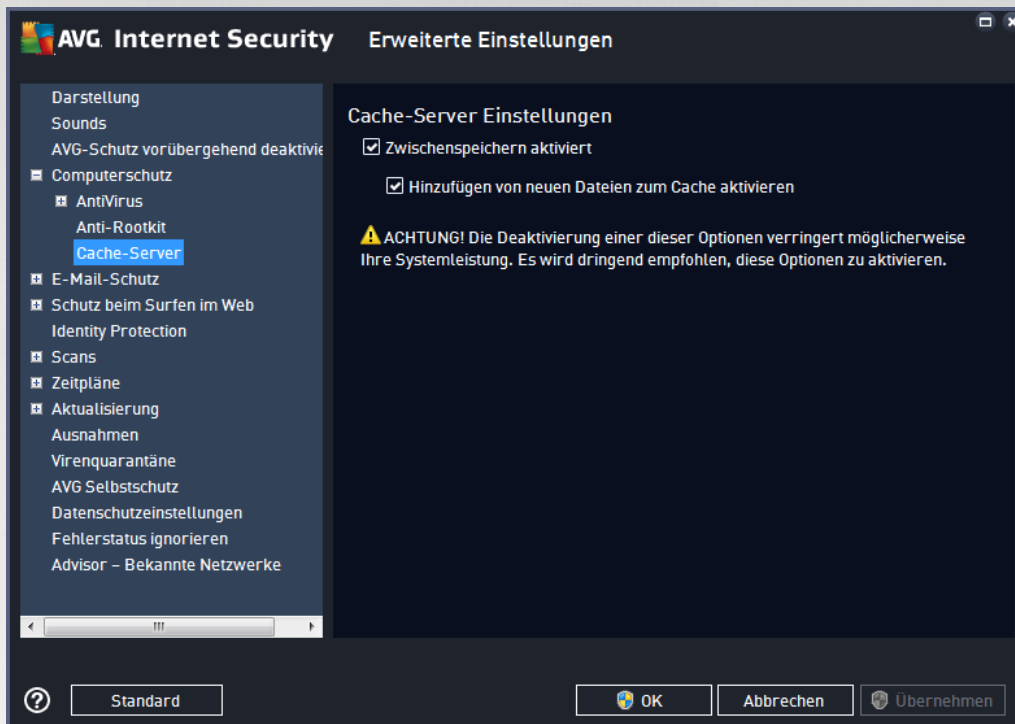 AVG Internet Security Erweiterte Einstellungen
Darstellung
Sounds
AVG-Schutz vorübergehend deaktivie
Computerschutz
AntiVirus
Anti-Rootkit
Cache-Server
E-Mail-Schutz
Schutz beim Surfen im Web
Identity Protection
Scans
Zeitpläne
Aktualisierung
Ausnahmen
Virenquarantäne
AVG Selbstschutz
Datenschutzeinstellungen
Fehlerstatus ignorieren
Advisor – Bekannte Netzwerke
Cache-Server Einstellungen
Zwischenspeichern aktiviert
Hinzufügen von neuen Dateien zum Cache aktivieren
ACHTUNG! Die Deaktivierung einer dieser Optionen verringert möglicherweise
Ihre Systemleistung. Es wird dringend empfohlen, diese Optionen zu aktivieren.
Standard
OK
Abbrechen
Übernehmen